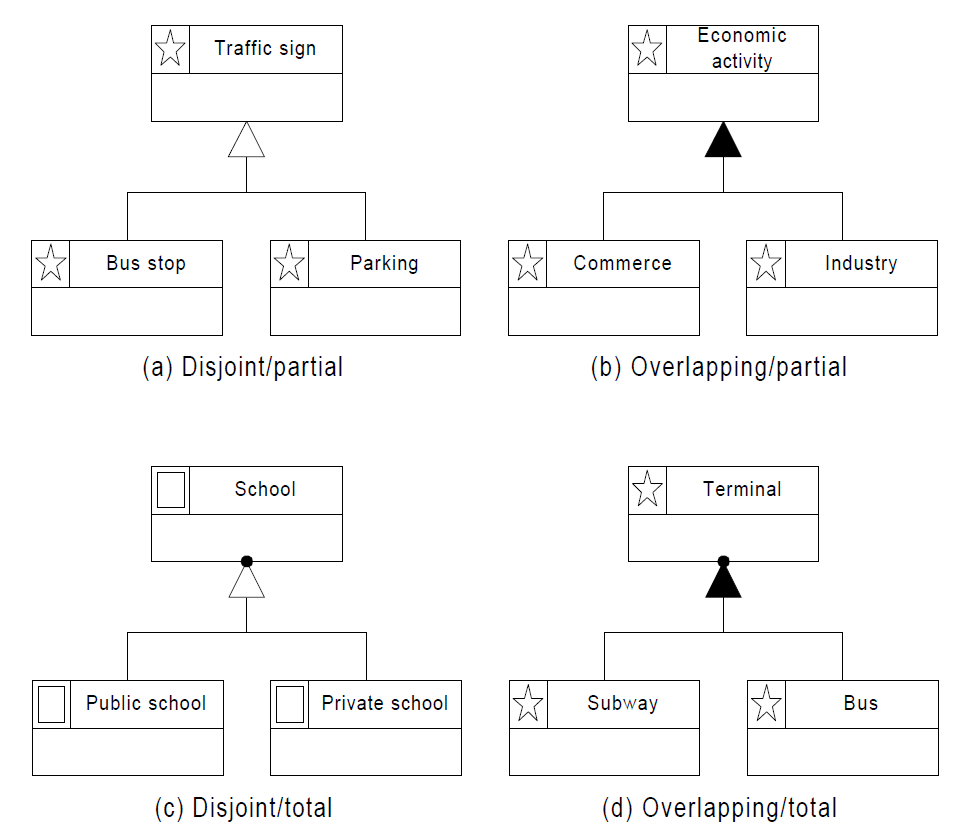 Traffic sign
Economic
activity
Bus stop
Parking
Commerce
Industry
(a) Disjoint/partial
(b) Overlapping/partial
School
Terminal
Public school
Private school
Subway
Bus
(c) Disjoint/total
(d) Overlapping/total